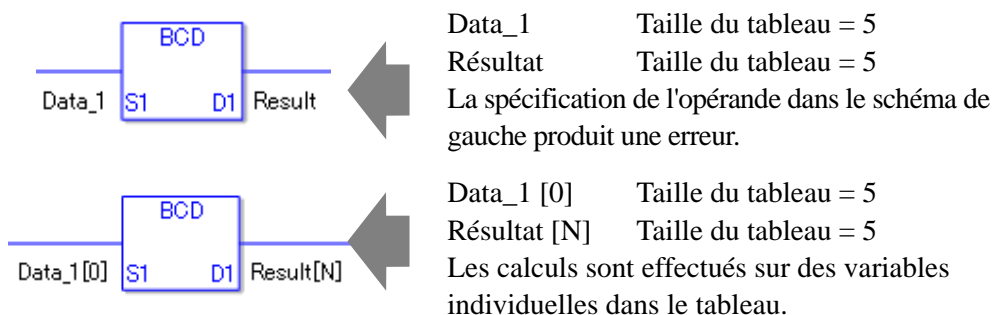 BCD
Data_1 S1 D1 Result
Data_1 Taille du tableau = 5
Résultat Taille du tableau = 5
La spécification de l'opérande dans le schéma de
gauche produit une erreur.
BCD
Data_1[0] S1 D1 Result[N]
Data_1 [0] Taille du tableau = 5
Résultat [N] Taille du tableau = 5
Les calculs sont effectués sur des variables
individuelles dans le tableau.